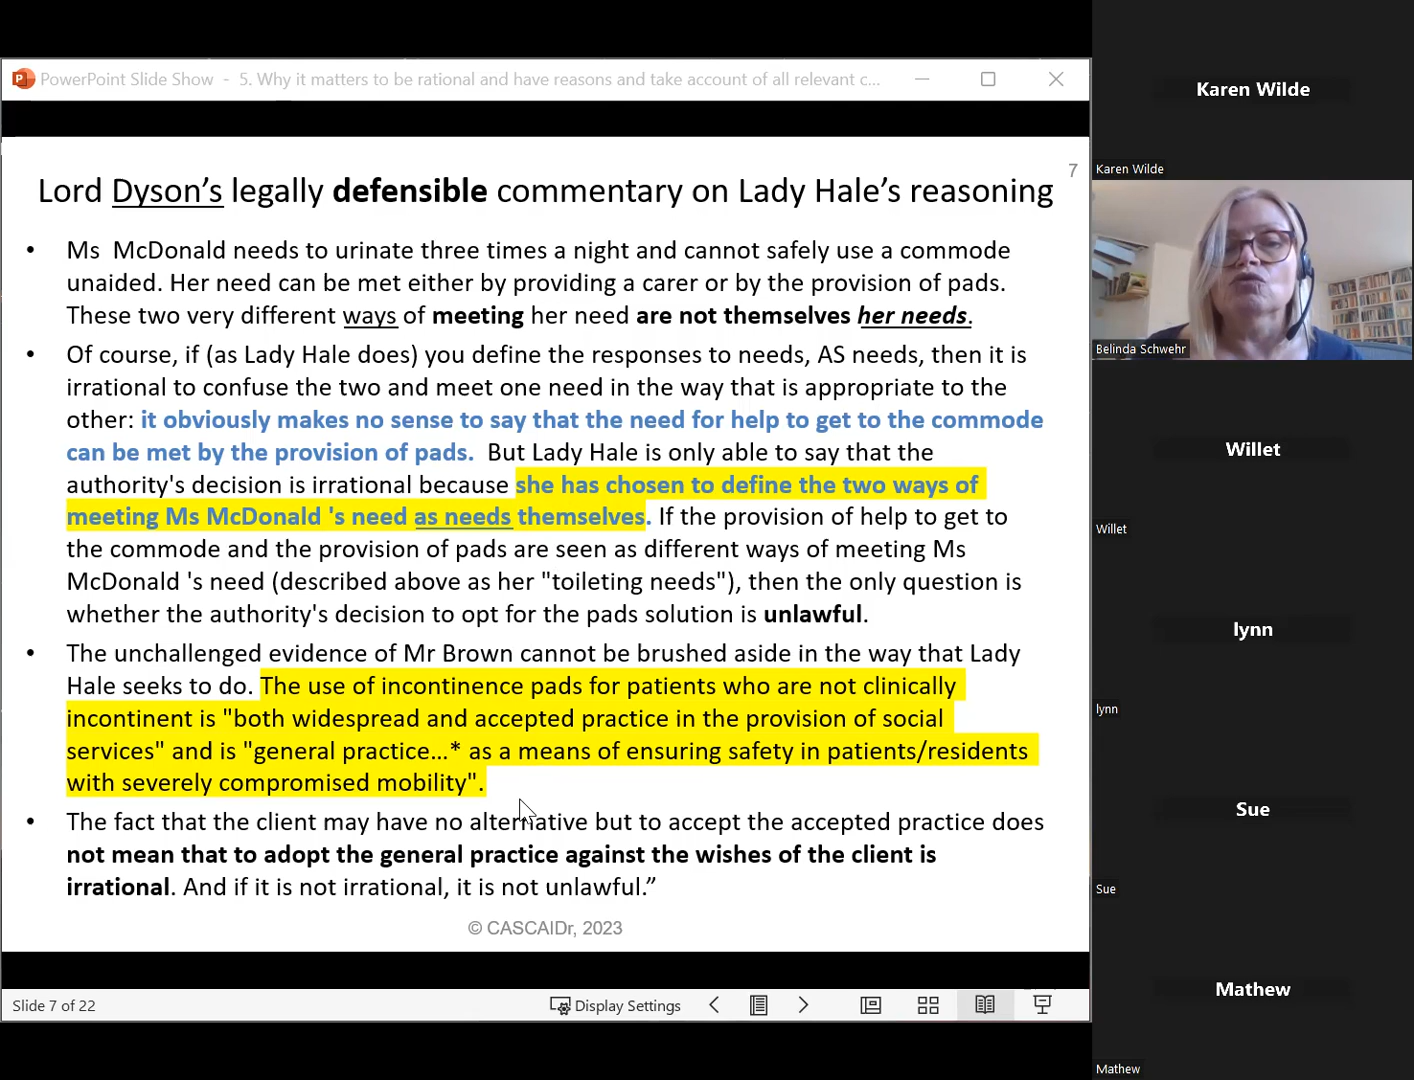 PowerPoint Slide Show - 5. Why it matters to be rational and have reasons and take account of all relevant c...
7
Lord Dyson’s legally defensible commentary on Lady Hale’s reasoning
• Ms McDonald needs to urinate three times a night and cannot safely use a commode
unaided. Her need can be met either by providing a carer or by the provision of pads.
These two very different ways of meeting her need are not themselves her needs.
• Of course, if (as Lady Hale does) you define the responses to needs, AS needs, then it is
irrational to confuse the two and meet one need in the way that is appropriate to the
other: it obviously makes no sense to say that the need for help to get to the commode
can be met by the provision of pads. But Lady Hale is only able to say that the
authority's decision is irrational because she has chosen to define the two ways of
meeting Ms McDonald 's need as needs themselves. If the provision of help to get to
the commode and the provision of pads are seen as different ways of meeting Ms
McDonald 's need (described above as her "toileting needs"), then the only question is
whether the authority's decision to opt for the pads solution is unlawful.
• The unchallenged evidence of Mr Brown cannot be brushed aside in the way that Lady
Hale seeks to do. The use of incontinence pads for patients who are not clinically
incontinent is "both widespread and accepted practice in the provision of social
services" and is "general practice...* as a means of ensuring safety in patients/residents
with severely compromised mobility".
• The fact that the client may have no alternative but to accept the accepted practice does
not mean that to adopt the general practice against the wishes of the client is
irrational. And if it is not irrational, it is not unlawful.”
© CASCAIDr, 2023
Slide 7 of 22
Display Settings
Karen Wilde
Karen Wilde
Belinda Schwehr
Willet
Willet
lynn
lynn
Sue
Sue
Mathew
Mathew